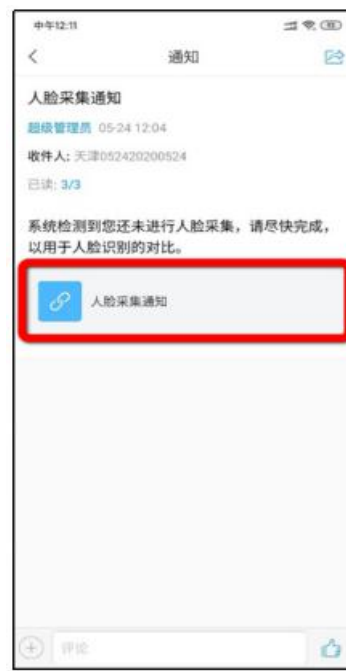 中午12:11
通知
人脸采集通知
超级管理员 05-24 12:04
收件人: 天津052420200524
已读: 3/3
系统检测到您还未进行人脸采集，请尽快完成，
以用于人脸识别的对比。
人脸采集通知
评论